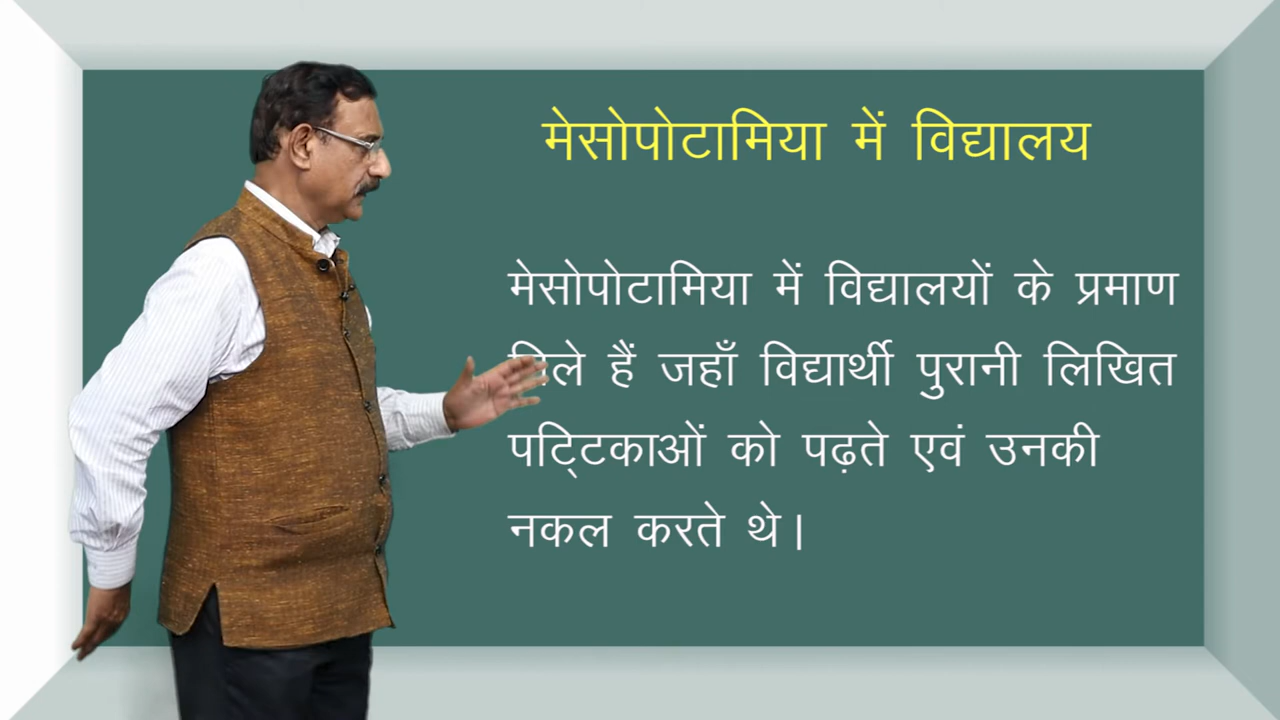 मेसोपोटामिया में विद्यालय
मेसोपोटामिया में विद्यालयों के प्रमाण
मिले हैं जहाँ विद्यार्थी पुरानी लिखित
पट्टिकाओं को पढ़ते एवं उनकी
नकल करते थे।